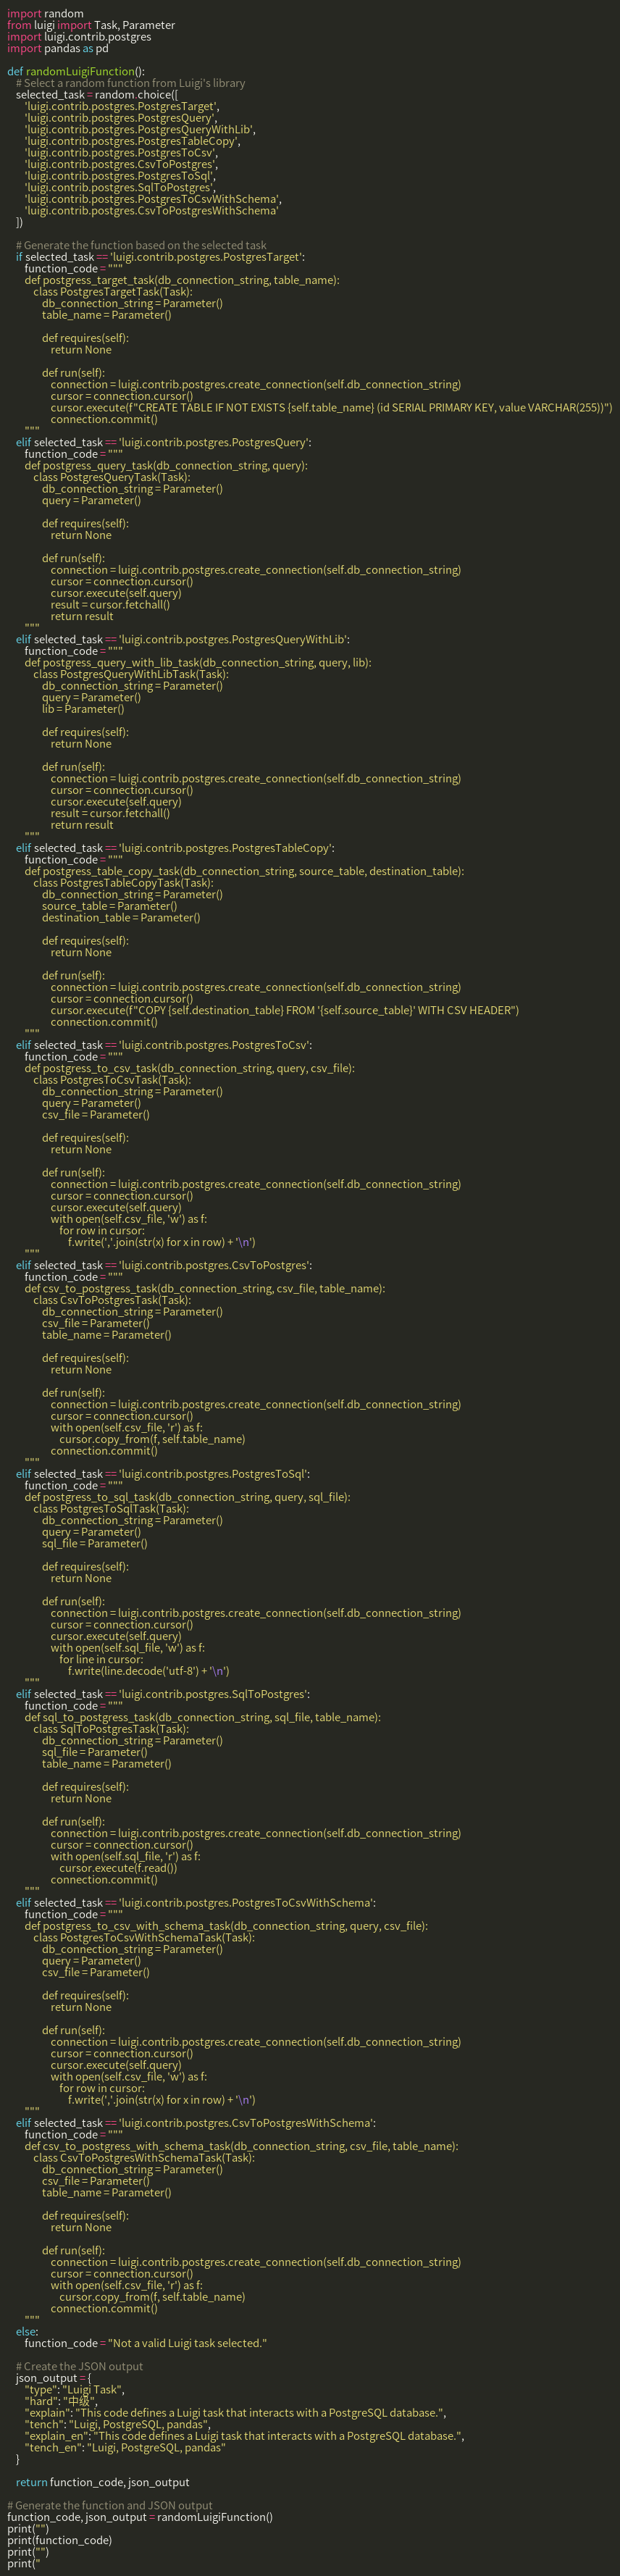 import random
from luigi import Task, Parameter
import luigi.contrib.postgres
import pandas as pd

def randomLuigiFunction():
    # Select a random function from Luigi's library
    selected_task = random.choice([
        'luigi.contrib.postgres.PostgresTarget',
        'luigi.contrib.postgres.PostgresQuery',
        'luigi.contrib.postgres.PostgresQueryWithLib',
        'luigi.contrib.postgres.PostgresTableCopy',
        'luigi.contrib.postgres.PostgresToCsv',
        'luigi.contrib.postgres.CsvToPostgres',
        'luigi.contrib.postgres.PostgresToSql',
        'luigi.contrib.postgres.SqlToPostgres',
        'luigi.contrib.postgres.PostgresToCsvWithSchema',
        'luigi.contrib.postgres.CsvToPostgresWithSchema'
    ])

    # Generate the function based on the selected task
    if selected_task == 'luigi.contrib.postgres.PostgresTarget':
        function_code = """
        def postgress_target_task(db_connection_string, table_name):
            class PostgresTargetTask(Task):
                db_connection_string = Parameter()
                table_name = Parameter()

                def requires(self):
                    return None

                def run(self):
                    connection = luigi.contrib.postgres.create_connection(self.db_connection_string)
                    cursor = connection.cursor()
                    cursor.execute(f"CREATE TABLE IF NOT EXISTS {self.table_name} (id SERIAL PRIMARY KEY, value VARCHAR(255))")
                    connection.commit()
        """
    elif selected_task == 'luigi.contrib.postgres.PostgresQuery':
        function_code = """
        def postgress_query_task(db_connection_string, query):
            class PostgresQueryTask(Task):
                db_connection_string = Parameter()
                query = Parameter()

                def requires(self):
                    return None

                def run(self):
                    connection = luigi.contrib.postgres.create_connection(self.db_connection_string)
                    cursor = connection.cursor()
                    cursor.execute(self.query)
                    result = cursor.fetchall()
                    return result
        """
    elif selected_task == 'luigi.contrib.postgres.PostgresQueryWithLib':
        function_code = """
        def postgress_query_with_lib_task(db_connection_string, query, lib):
            class PostgresQueryWithLibTask(Task):
                db_connection_string = Parameter()
                query = Parameter()
                lib = Parameter()

                def requires(self):
                    return None

                def run(self):
                    connection = luigi.contrib.postgres.create_connection(self.db_connection_string)
                    cursor = connection.cursor()
                    cursor.execute(self.query)
                    result = cursor.fetchall()
                    return result
        """
    elif selected_task == 'luigi.contrib.postgres.PostgresTableCopy':
        function_code = """
        def postgress_table_copy_task(db_connection_string, source_table, destination_table):
            class PostgresTableCopyTask(Task):
                db_connection_string = Parameter()
                source_table = Parameter()
                destination_table = Parameter()

                def requires(self):
                    return None

                def run(self):
                    connection = luigi.contrib.postgres.create_connection(self.db_connection_string)
                    cursor = connection.cursor()
                    cursor.execute(f"COPY {self.destination_table} FROM '{self.source_table}' WITH CSV HEADER")
                    connection.commit()
        """
    elif selected_task == 'luigi.contrib.postgres.PostgresToCsv':
        function_code = """
        def postgress_to_csv_task(db_connection_string, query, csv_file):
            class PostgresToCsvTask(Task):
                db_connection_string = Parameter()
                query = Parameter()
                csv_file = Parameter()

                def requires(self):
                    return None

                def run(self):
                    connection = luigi.contrib.postgres.create_connection(self.db_connection_string)
                    cursor = connection.cursor()
                    cursor.execute(self.query)
                    with open(self.csv_file, 'w') as f:
                        for row in cursor:
                            f.write(','.join(str(x) for x in row) + '\n')
        """
    elif selected_task == 'luigi.contrib.postgres.CsvToPostgres':
        function_code = """
        def csv_to_postgress_task(db_connection_string, csv_file, table_name):
            class CsvToPostgresTask(Task):
                db_connection_string = Parameter()
                csv_file = Parameter()
                table_name = Parameter()

                def requires(self):
                    return None

                def run(self):
                    connection = luigi.contrib.postgres.create_connection(self.db_connection_string)
                    cursor = connection.cursor()
                    with open(self.csv_file, 'r') as f:
                        cursor.copy_from(f, self.table_name)
                    connection.commit()
        """
    elif selected_task == 'luigi.contrib.postgres.PostgresToSql':
        function_code = """
        def postgress_to_sql_task(db_connection_string, query, sql_file):
            class PostgresToSqlTask(Task):
                db_connection_string = Parameter()
                query = Parameter()
                sql_file = Parameter()

                def requires(self):
                    return None

                def run(self):
                    connection = luigi.contrib.postgres.create_connection(self.db_connection_string)
                    cursor = connection.cursor()
                    cursor.execute(self.query)
                    with open(self.sql_file, 'w') as f:
                        for line in cursor:
                            f.write(line.decode('utf-8') + '\n')
        """
    elif selected_task == 'luigi.contrib.postgres.SqlToPostgres':
        function_code = """
        def sql_to_postgress_task(db_connection_string, sql_file, table_name):
            class SqlToPostgresTask(Task):
                db_connection_string = Parameter()
                sql_file = Parameter()
                table_name = Parameter()

                def requires(self):
                    return None

                def run(self):
                    connection = luigi.contrib.postgres.create_connection(self.db_connection_string)
                    cursor = connection.cursor()
                    with open(self.sql_file, 'r') as f:
                        cursor.execute(f.read())
                    connection.commit()
        """
    elif selected_task == 'luigi.contrib.postgres.PostgresToCsvWithSchema':
        function_code = """
        def postgress_to_csv_with_schema_task(db_connection_string, query, csv_file):
            class PostgresToCsvWithSchemaTask(Task):
                db_connection_string = Parameter()
                query = Parameter()
                csv_file = Parameter()

                def requires(self):
                    return None

                def run(self):
                    connection = luigi.contrib.postgres.create_connection(self.db_connection_string)
                    cursor = connection.cursor()
                    cursor.execute(self.query)
                    with open(self.csv_file, 'w') as f:
                        for row in cursor:
                            f.write(','.join(str(x) for x in row) + '\n')
        """
    elif selected_task == 'luigi.contrib.postgres.CsvToPostgresWithSchema':
        function_code = """
        def csv_to_postgress_with_schema_task(db_connection_string, csv_file, table_name):
            class CsvToPostgresWithSchemaTask(Task):
                db_connection_string = Parameter()
                csv_file = Parameter()
                table_name = Parameter()

                def requires(self):
                    return None

                def run(self):
                    connection = luigi.contrib.postgres.create_connection(self.db_connection_string)
                    cursor = connection.cursor()
                    with open(self.csv_file, 'r') as f:
                        cursor.copy_from(f, self.table_name)
                    connection.commit()
        """
    else:
        function_code = "Not a valid Luigi task selected."

    # Create the JSON output
    json_output = {
        "type": "Luigi Task",
        "hard": "中级",
        "explain": "This code defines a Luigi task that interacts with a PostgreSQL database.",
        "tench": "Luigi, PostgreSQL, pandas",
        "explain_en": "This code defines a Luigi task that interacts with a PostgreSQL database.",
        "tench_en": "Luigi, PostgreSQL, pandas"
    }

    return function_code, json_output

# Generate the function and JSON output
function_code, json_output = randomLuigiFunction()
print("")
print(function_code)
print("")
print("